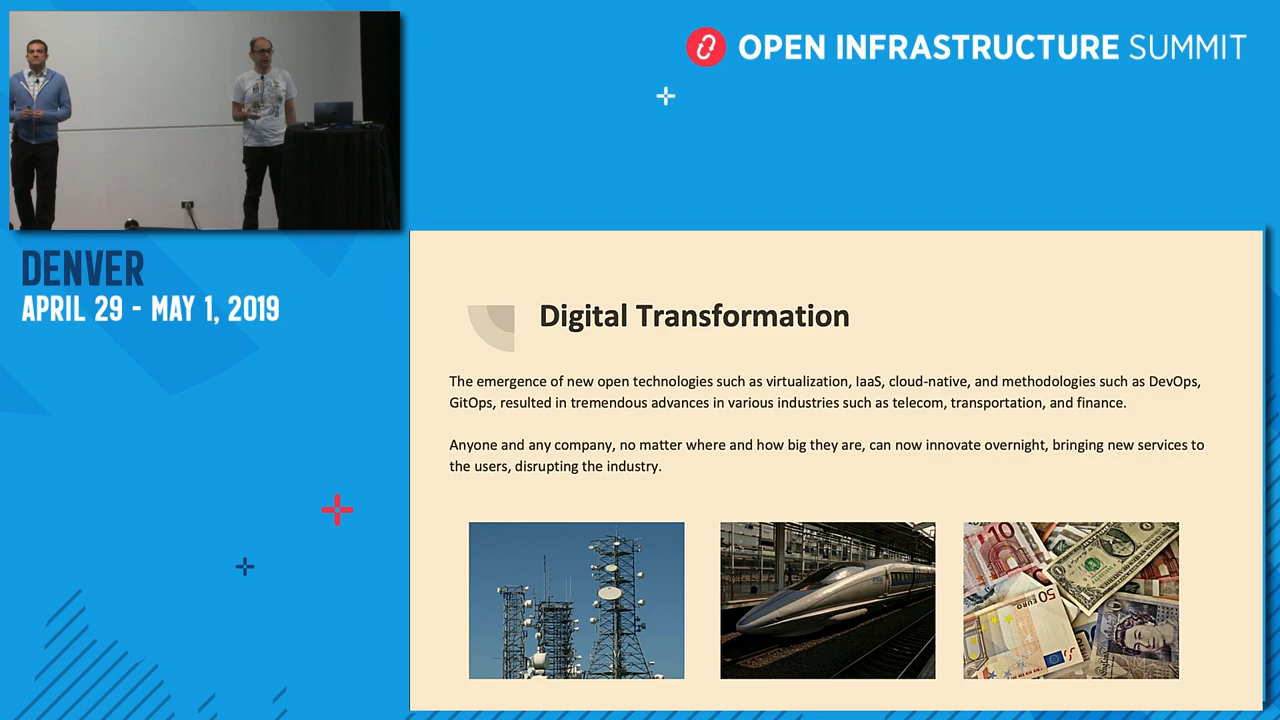 OPEN INFRASTRUCTURE SUMMIT
DENVER
APRIL 29 - MAY 1, 2019
Digital Transformation
The emergence of new open technologies such as virtualization, IaaS, cloud-native, and methodologies such as DevOps,
GitOps, resulted in tremendous advances in various industries such as telecom, transportation, and finance.
Anyone and any company, no matter where and how big they are, can now innovate overnight, bringing new services to
the users, disrupting the industry.
10
50 EURO